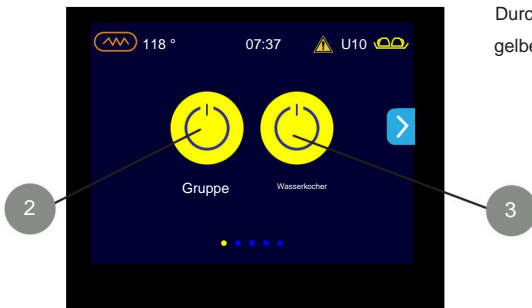 Durc
gelbe
118 ° 07:37 U10
Gruppe Wasserkocher
2
3